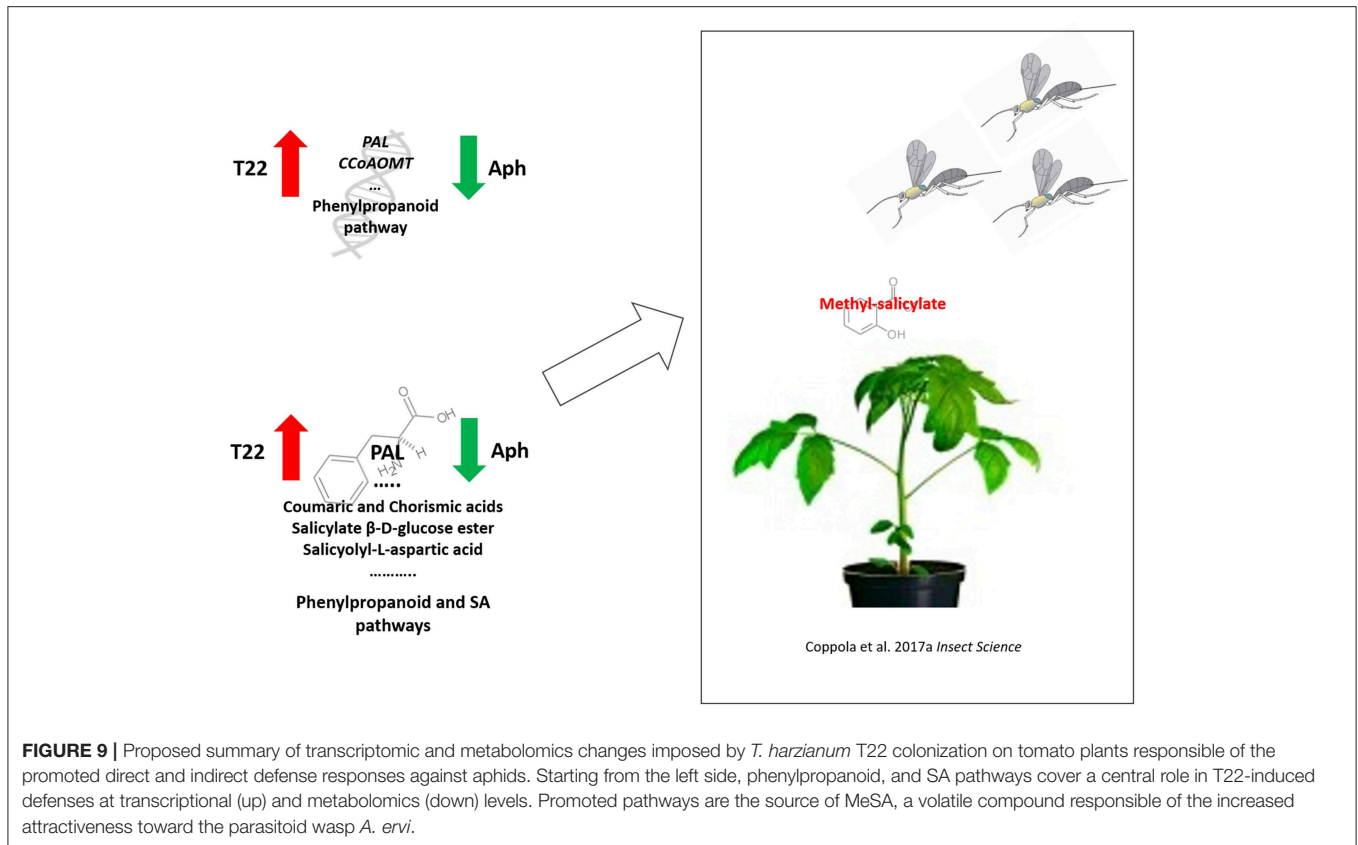 T22
PAL
CCoAOMT
...
Phenylpropanoid
pathway
Aph
T22
O
OH
PAL
H
H₂N
.....
Aph
Coumaric and Chorismic acids
Salicylate β-D-glucose ester
Salicyolyl-L-aspartic acid
...........
Phenylpropanoid and SA
pathways
O
Methyl-salicylate
OH
Coppola et al. 2017a Insect Science
FIGURE 9 | Proposed summary of transcriptomic and metabolomics changes imposed by T. harzianum T22 colonization on tomato plants responsible of the
promoted direct and indirect defense responses against aphids. Starting from the left side, phenylpropanoid, and SA pathways cover a central role in T22-induced
defenses at transcriptional (up) and metabolomics (down) levels. Promoted pathways are the source of MeSA, a volatile compound responsible of the increased
attractiveness toward the parasitoid wasp A. ervi.